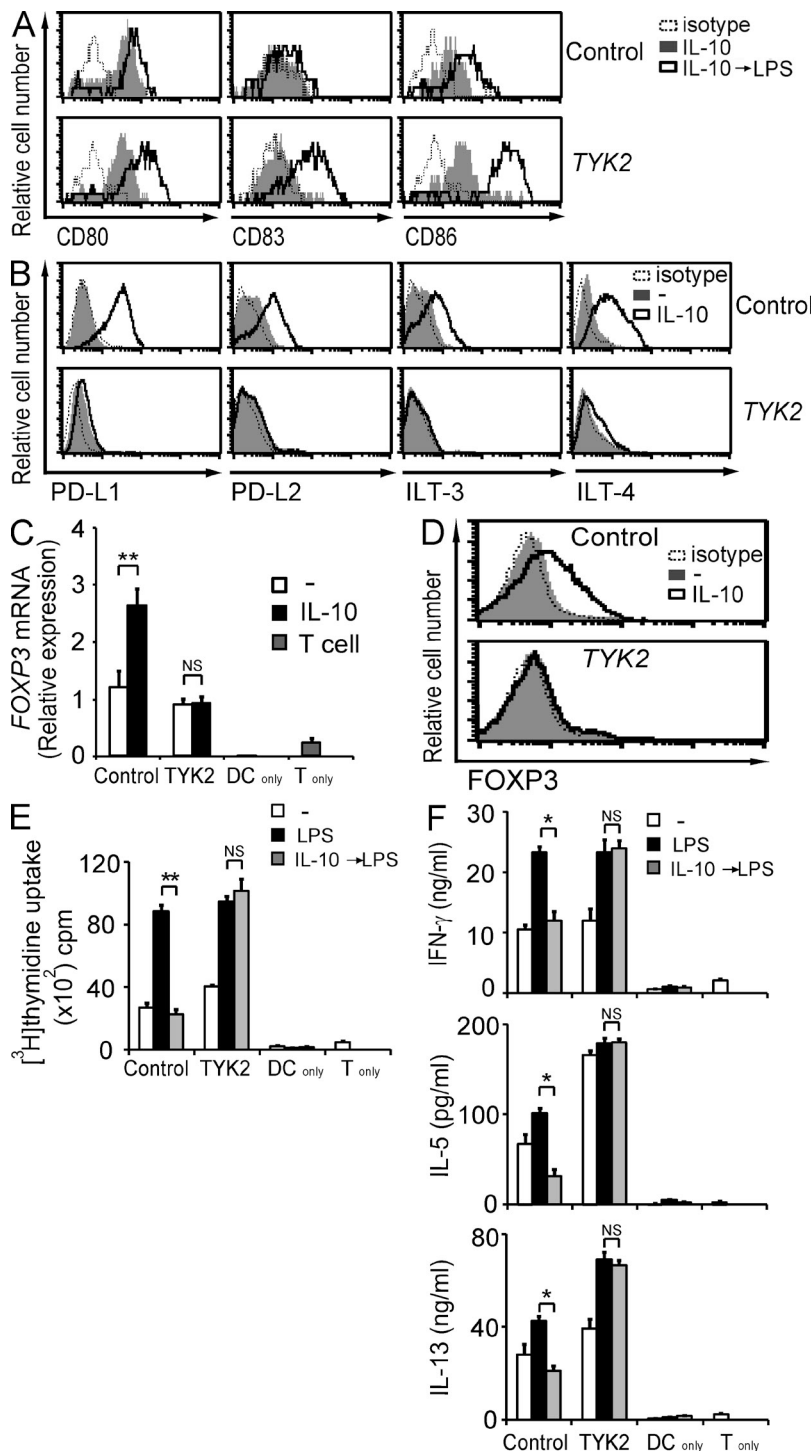 A
Relative cell number
isotype
IL-10
IL-10 →LPS
Control
TYK2
CD80
CD83
CD86
B
Relative cell number
isotype
-
IL-10
Control
TYK2
PD-L1
PD-L2
ILT-3
ILT-4
C
FOXP3 mRNA
(Relative expression)
4
3
2
1
0
**
NS
-
IL-10
T cell
Control
TYK2
DC only
T only
D
Relative cell number
Control
isotype
-
IL-10
TYK2
FOXP3
E
[³H]thymidine uptake
(x10²) cpm
120
80
40
0
**
NS
-
LPS
IL-10 →LPS
Control
TYK2
DC only
T only
F
-
LPS
IL-10 →LPS
IFN-γ (ng/ml)
30
20
10
0
*
NS
IL-5 (pg/ml)
200
100
0
*
NS
IL-13 (ng/ml)
80
40
0
*
NS
Control
TYK2
DC only
T only